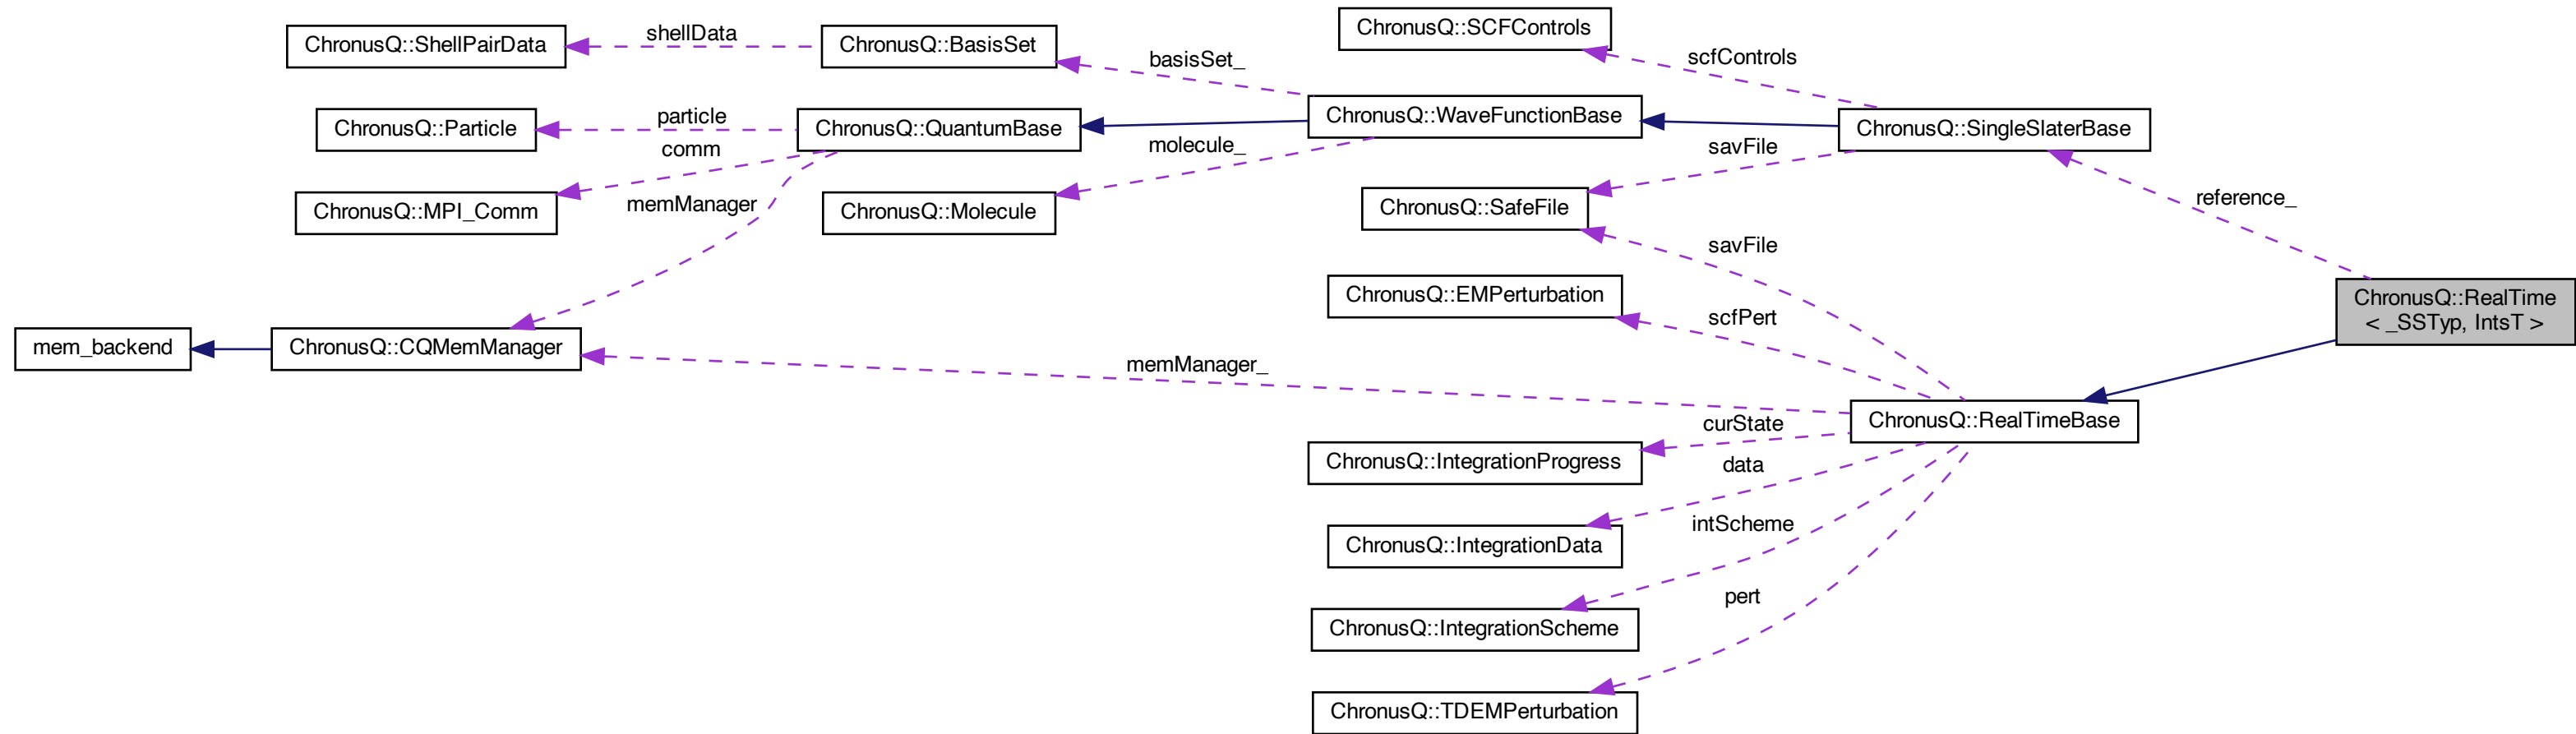 ChronusQ::SCFControls
ChronusQ::ShellPairData
shellData
ChronusQ::BasisSet
basisSet_
scfControls
ChronusQ::Particle
particle
ChronusQ::QuantumBase
ChronusQ::WaveFunctionBase
ChronusQ::SingleSlaterBase
comm
molecule_
savFile
ChronusQ::MPI_Comm
memManager
ChronusQ::Molecule
ChronusQ::SafeFile
reference_
savFile
ChronusQ::EMPerturbation
scfPert
ChronusQ::RealTime
< _SSTyp, IntsT >
mem_backend
ChronusQ::CQMemManager
memManager_
curState
ChronusQ::RealTimeBase
ChronusQ::IntegrationProgress
data
intScheme
ChronusQ::IntegrationData
pert
ChronusQ::IntegrationScheme
ChronusQ::TDEMPerturbation